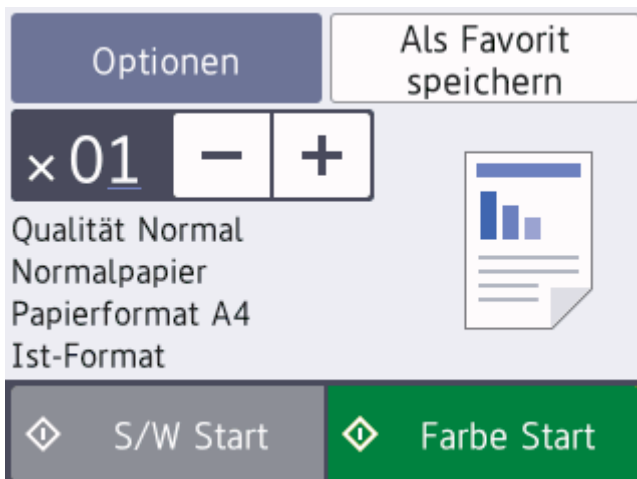 Optionen
Als Favorit
speichern
×01
− +
Qualität Normal
Normalpapier
Papierformat A4
Ist-Format
S/W Start
Farbe Start